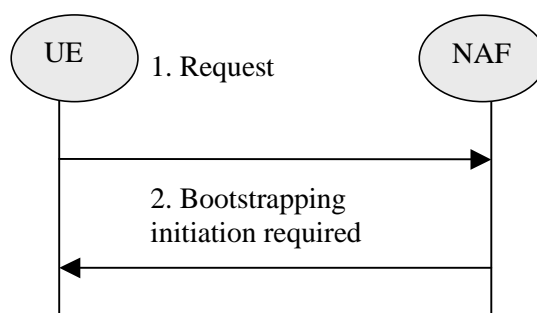 UE
NAF
1. Request
2. Bootstrapping
initiation required